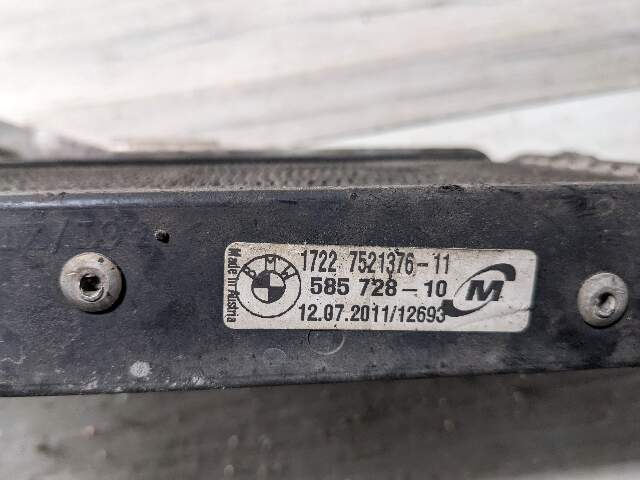 Made in Austria
BMW
1722 7521376-11
585 728-10
M
12.07.2011/12693